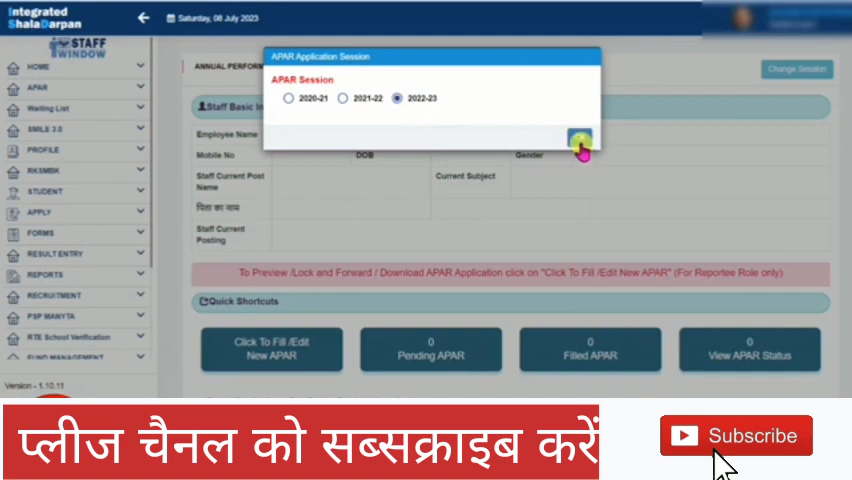 Integrated
ShalaDarpan
Saturday, 08 July 2023
STAFF
WINDOW
HOME
APAR
Waiting List
SMILE 3.0
PROFILE
RKSMBK
STUDENT
APPLY
FORMS
RESULT ENTRY
REPORTS
RECRUITMENT
PSP MANYTA
RTE School Verification
FUND MANAGEMENT
Version - 1.10.11
APAR Application Session
APAR Session
2020-21 2021-22 2022-23
ANNUAL PERFORM
Change Session
Staff Basic In
Employee Name
Mobile No DOB Gender
Staff Current Post
Name
Current Subject
पिता का नाम
Staff Current
Posting
To Preview /Lock and Forward / Download APAR Application click on "Click To Fill /Edit New APAR" (For Reportee Role only)
Quick Shortcuts
Click To Fill /Edit
New APAR
0
Pending APAR
0
Filled APAR
0
View APAR Status
प्लीज चैनल को सब्सक्राइब करें
Subscribe